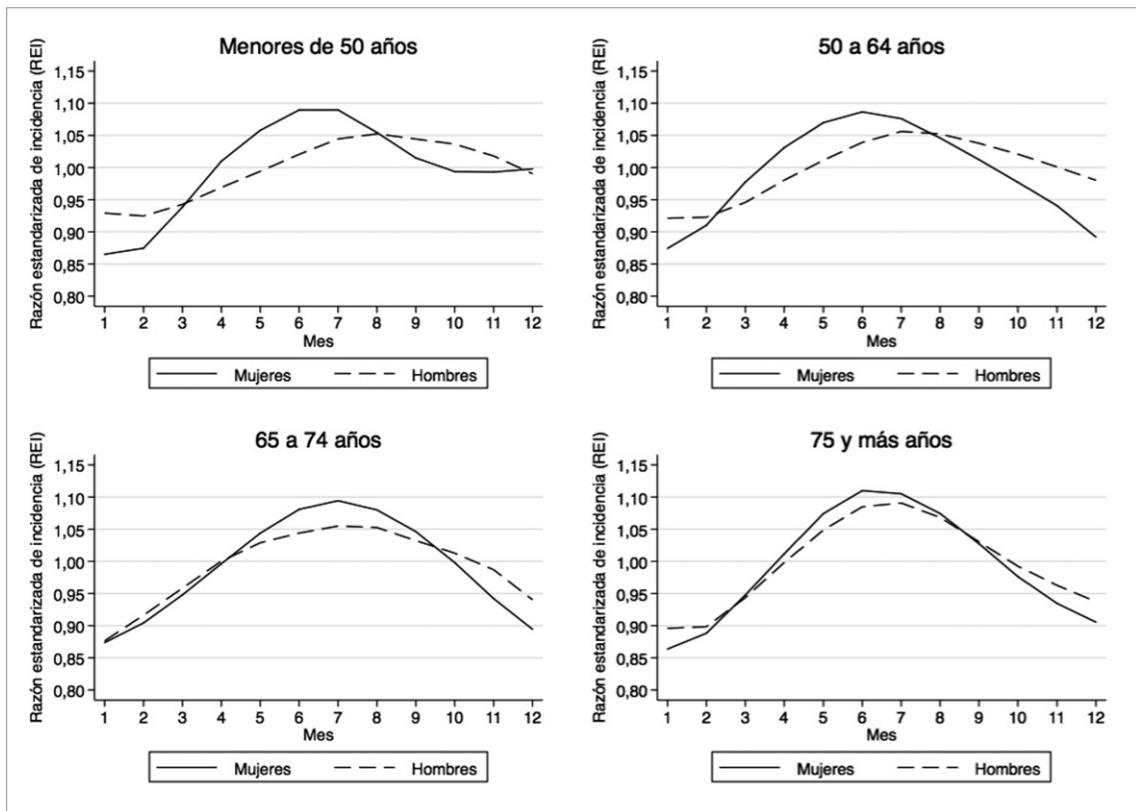 Menores de 50 años
Razón estandarizada de incidencia (REI)
1,15
1,10
1,05
1,00
0,95
0,90
0,85
0,80
1 2 3 4 5 6 7 8 9 10 11 12
Mes
Mujeres Hombres
50 a 64 años
Razón estandarizada de incidencia (REI)
1,15
1,10
1,05
1,00
0,95
0,90
0,85
0,80
1 2 3 4 5 6 7 8 9 10 11 12
Mes
Mujeres Hombres
65 a 74 años
Razón estandarizada de incidencia (REI)
1,15
1,10
1,05
1,00
0,95
0,90
0,85
0,80
1 2 3 4 5 6 7 8 9 10 11 12
Mes
Mujeres Hombres
75 y más años
Razón estandarizada de incidencia (REI)
1,15
1,10
1,05
1,00
0,95
0,90
0,85
0,80
1 2 3 4 5 6 7 8 9 10 11 12
Mes
Mujeres Hombres